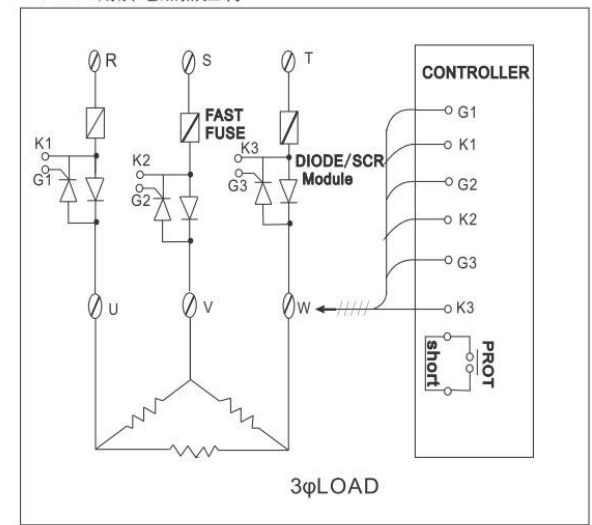 R
S
T
CONTROLLER
FAST
FUSE
G1
K1
K1
K2
K3
DIODE/SCR
Module
G1
G2
G3
G2
K2
G3
U
V
W
K3
short
PROT
3φLOAD